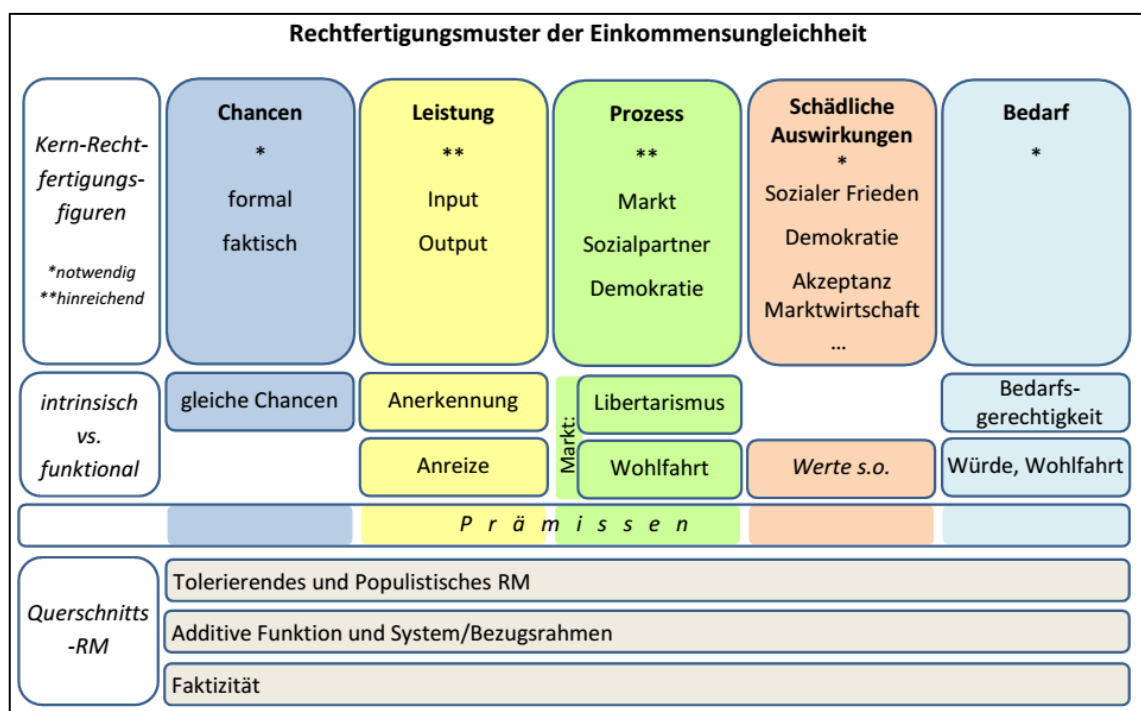 Rechtfertigungsmuster der Einkommensungleichheit
Kern-Recht-
fertigungs-
figuren
*notwendig
**hinreichend
Chancen
*
formal
faktisch
Leistung
**
Input
Output
Prozess
**
Markt
Sozialpartner
Demokratie
Schädliche
Auswirkungen
*
Sozialer Frieden
Demokratie
Akzeptanz
Marktwirtschaft
...
Bedarf
*
intrinsisch
vs.
funktional
gleiche Chancen
Anerkennung
Anreize
Markt:
Libertarismus
Wohlfahrt
Werte s.o.
Bedarfs-
gerechtigkeit
Würde, Wohlfahrt
Prämissen
Querschnitts
-RM
Tolerierendes und Populistisches RM
Additive Funktion und System/Bezugsrahmen
Faktizität